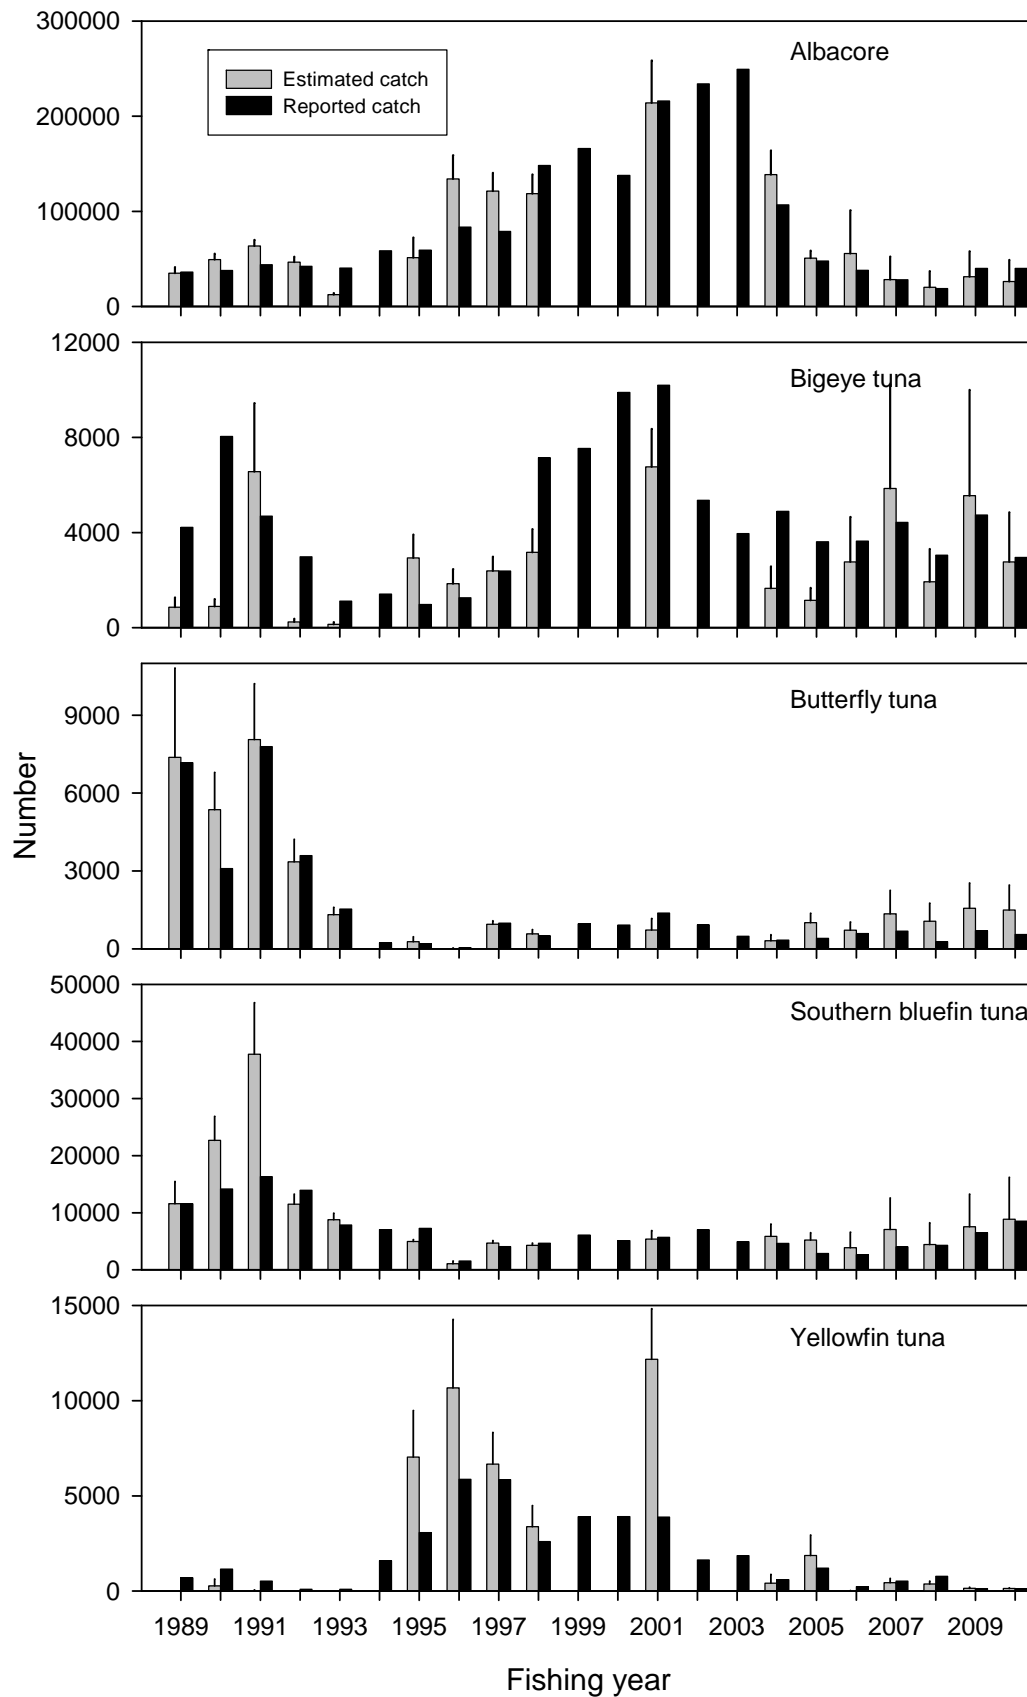 300000
Albacore
Estimated catch
Reported catch
200000
100000
0
12000
Bigeye tuna
8000
4000
0
Butterfly tuna
9000
6000
3000
0
Number
50000
Southern bluefin tuna
40000
30000
20000
10000
0
15000
Yellowfin tuna
10000
5000
0
1989 1991 1993 1995 1997 1999 2001 2003 2005 2007 2009
Fishing year